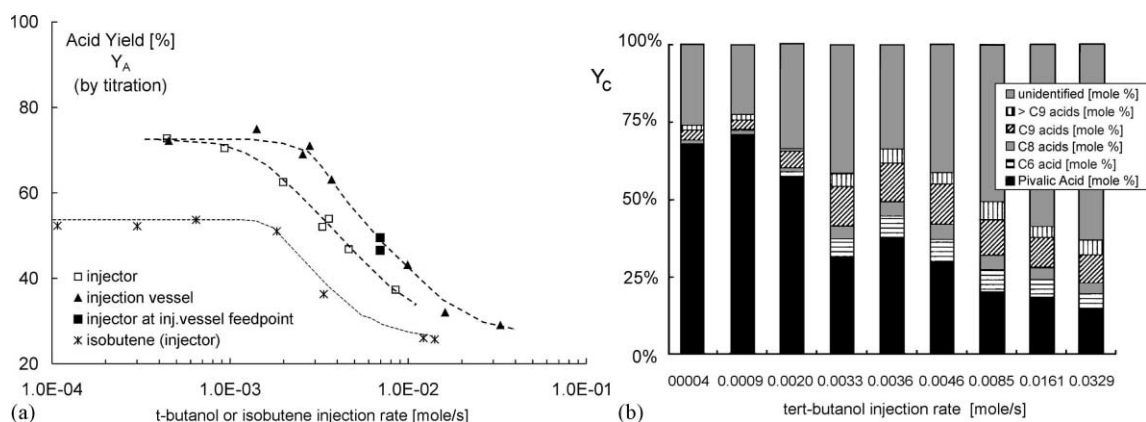 100
80
60
40
20
Acid Yield [%]
Y_A
(by titration)
□ injector
▲ injection vessel
■ injector at inj.vessel feedpoint
✶ isobutene (injector)
1.0E-04 1.0E-03 1.0E-02 1.0E-01
(a) t-butanol or isobutene injection rate [mole/s]
100%
75%
50%
25%
0%
Y_C
unidentified [mole %]
> C9 acids [mole %]
C9 acids [mole %]
C8 acids [mole %]
C6 acid [mole %]
Pivalic Acid [mole %]
00004 0.0009 0.0020 0.0033 0.0036 0.0046 0.0085 0.0161 0.0329
(b) tert-butanol injection rate [mole/s]